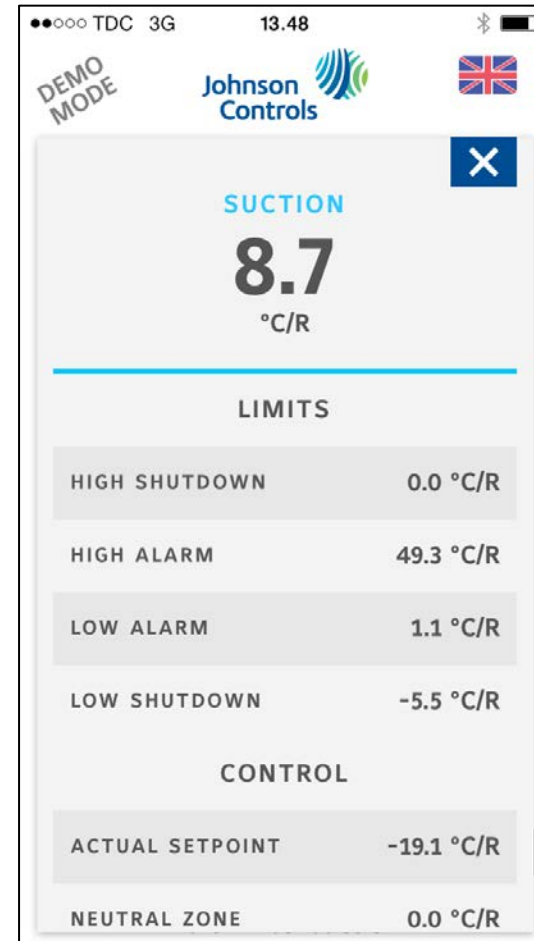 TDC 3G 13.48
DEMO
MODE
Johnson
Controls
SUCTION
8.7
°C/R
LIMITS
HIGH SHUTDOWN 0.0 °C/R
HIGH ALARM 49.3 °C/R
LOW ALARM 1.1 °C/R
LOW SHUTDOWN -5.5 °C/R
CONTROL
ACTUAL SETPOINT -19.1 °C/R
NEUTRAL ZONE 0.0 °C/R